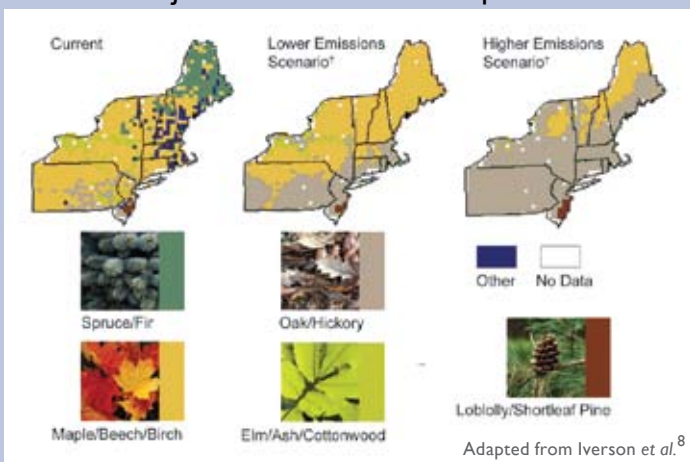 Current
Lower Emissions
Scenario†
Higher Emissions
Scenario†
Other
No Data
Spruce/Fir
Oak/Hickory
Loblolly/Shortleaf Pine
Maple/Beech/Birch
Elm/Ash/Cottonwood
Adapted from Iverson et al.8